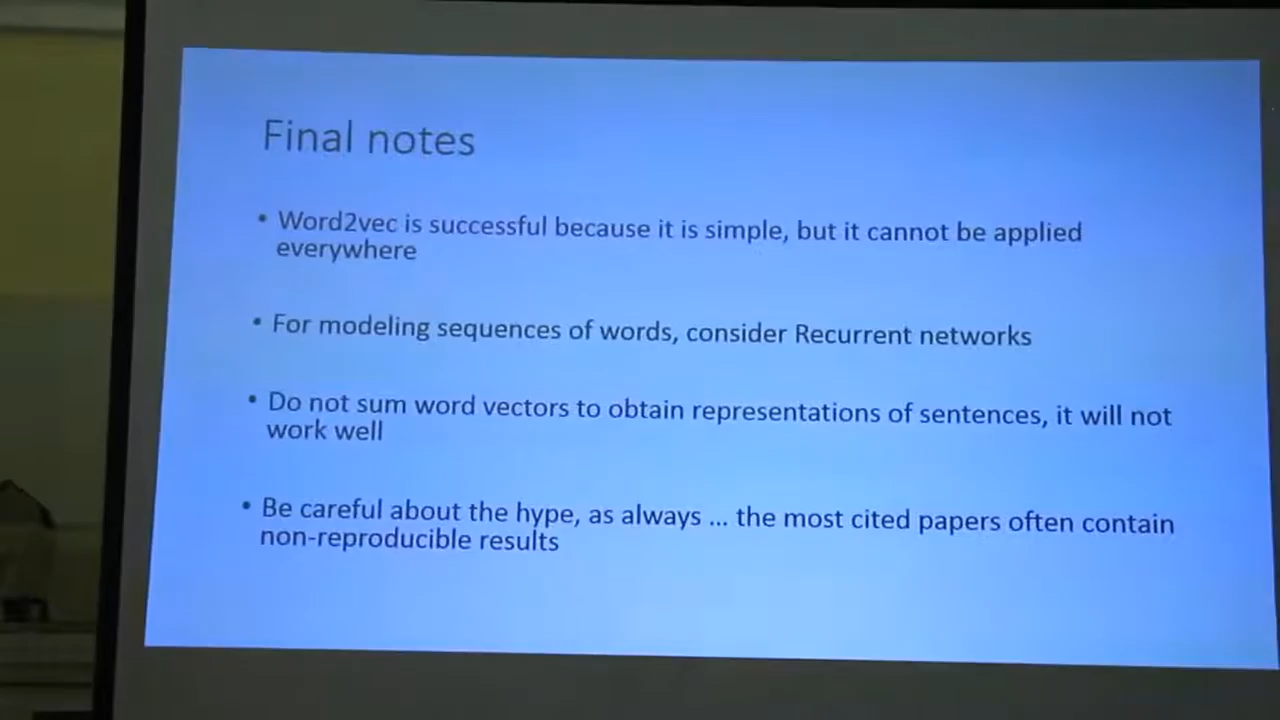 Final notes
• Word2vec is successful because it is simple, but it cannot be applied
everywhere
• For modeling sequences of words, consider Recurrent networks
• Do not sum word vectors to obtain representations of sentences, it will not
work well
• Be careful about the hype, as always ... the most cited papers often contain
non-reproducible results